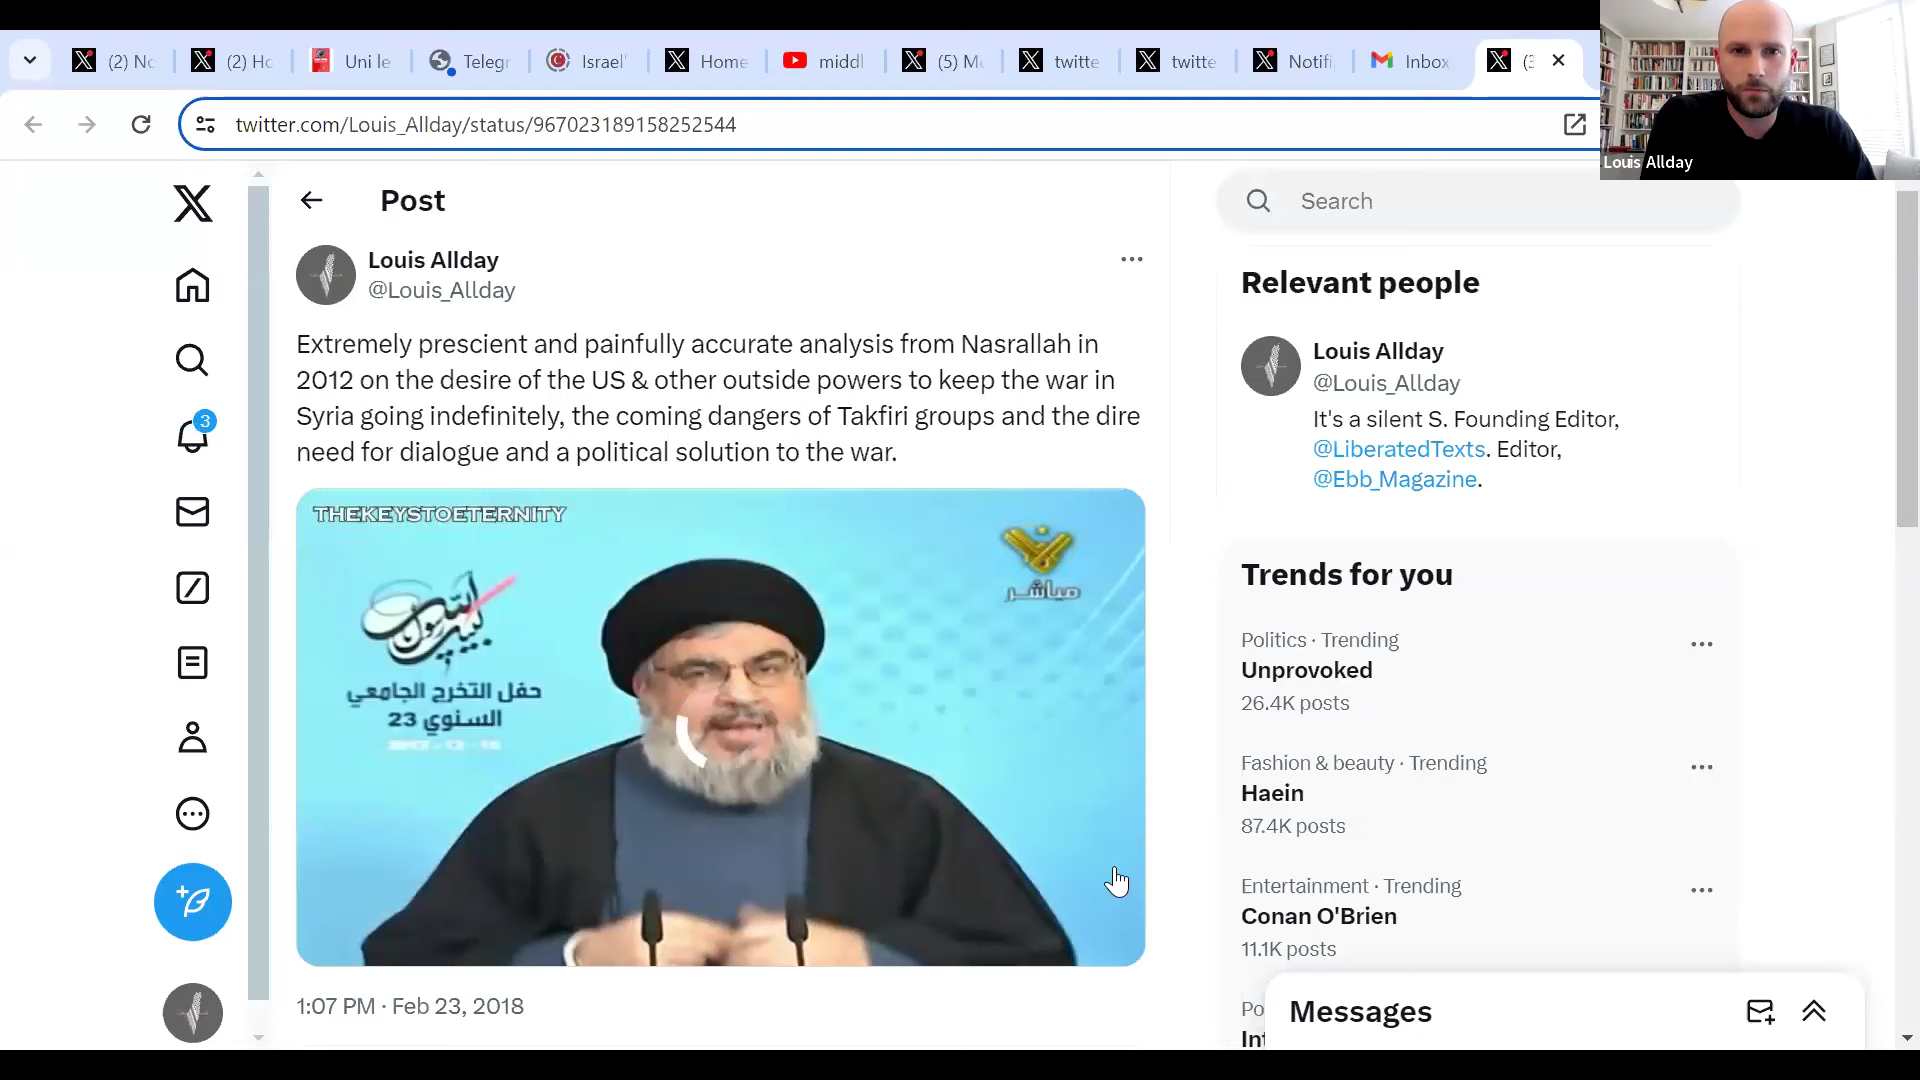 (2) Nc
(2) Hc
Uni le
Telegr
Israel'
Home
middl
(5) Mu
twitte
twitte
Notifi
Inbox
(3
twitter.com/Louis_Allday/status/967023189158252544
Louis Allday
Post
Search
Louis Allday
@Louis_Allday
Extremely prescient and painfully accurate analysis from Nasrallah in
2012 on the desire of the US & other outside powers to keep the war in
Syria going indefinitely, the coming dangers of Takfiri groups and the dire
need for dialogue and a political solution to the war.
THEKEYSTOETERNITY
مباشر
حفل التخرج الجامعي
السنوي 23
1:07 PM · Feb 23, 2018
3
Relevant people
Louis Allday
@Louis_Allday
It's a silent S. Founding Editor,
@LiberatedTexts. Editor,
@Ebb_Magazine.
Trends for you
Politics · Trending
Unprovoked
26.4K posts
Fashion & beauty · Trending
Haein
87.4K posts
Entertainment · Trending
Conan O'Brien
11.1K posts
Po
Int
Messages